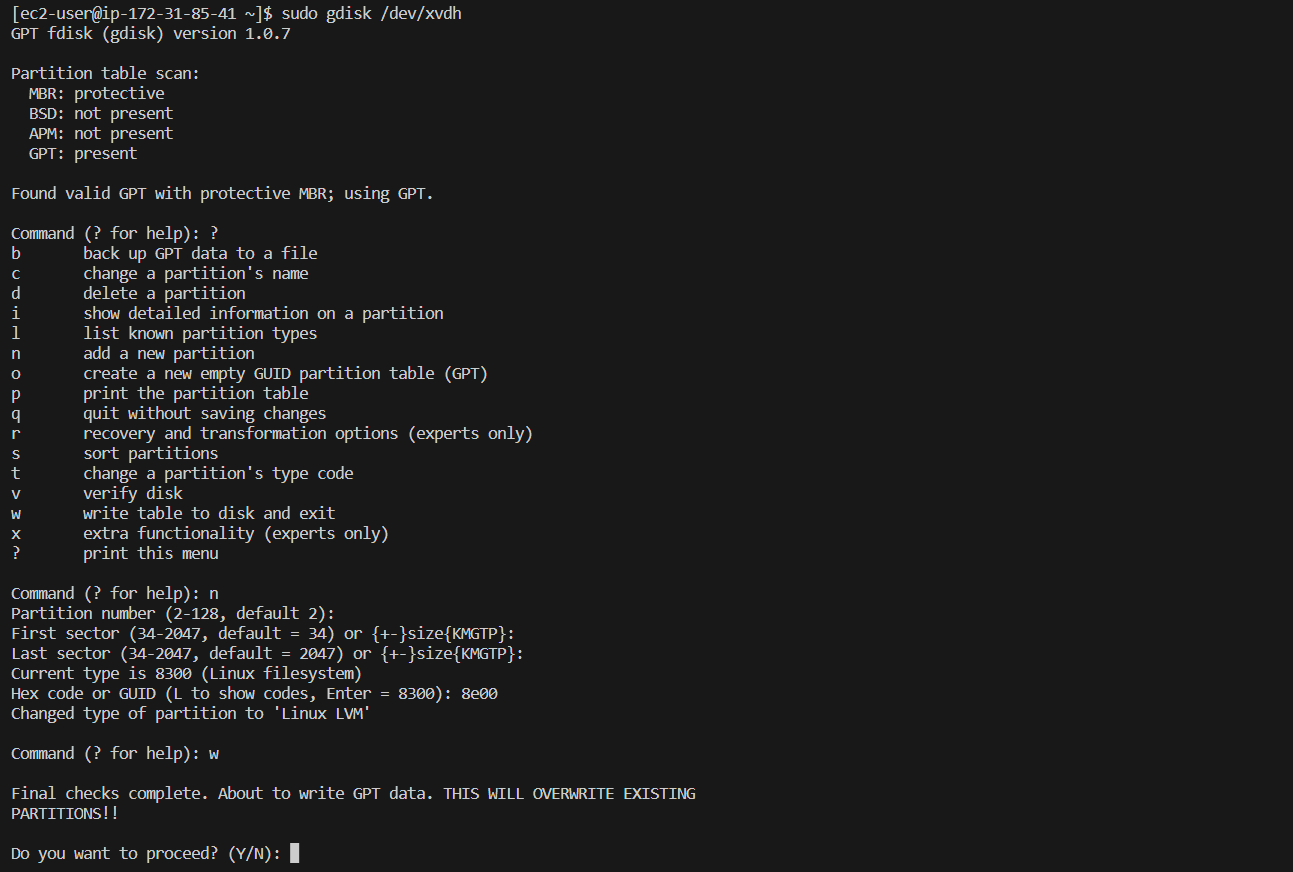 [ec2-user@ip-172-31-85-41 ~]$ sudo gdisk /dev/xvdh
GPT fdisk (gdisk) version 1.0.7
Partition table scan:
  MBR: protective
  BSD: not present
  APM: not present
  GPT: present
Found valid GPT with protective MBR; using GPT.
Command (? for help): ?
b       back up GPT data to a file
c       change a partition's name
d       delete a partition
i       show detailed information on a partition
l       list known partition types
n       add a new partition
o       create a new empty GUID partition table (GPT)
p       print the partition table
q       quit without saving changes
r       recovery and transformation options (experts only)
s       sort partitions
t       change a partition's type code
v       verify disk
w       write table to disk and exit
x       extra functionality (experts only)
?       print this menu
Command (? for help): n
Partition number (2-128, default 2):
First sector (34-2047, default = 34) or {+-}size{KMGTP}:
Last sector (34-2047, default = 2047) or {+-}size{KMGTP}:
Current type is 8300 (Linux filesystem)
Hex code or GUID (L to show codes, Enter = 8300): 8e00
Changed type of partition to 'Linux LVM'
Command (? for help): w
Final checks complete. About to write GPT data. THIS WILL OVERWRITE EXISTING
PARTITIONS!!
Do you want to proceed? (Y/N):